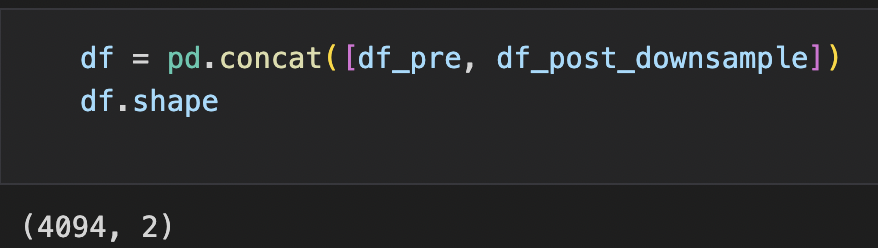 df = pd.concat([df_pre, df_post_downsample])
df.shape
(4094, 2)